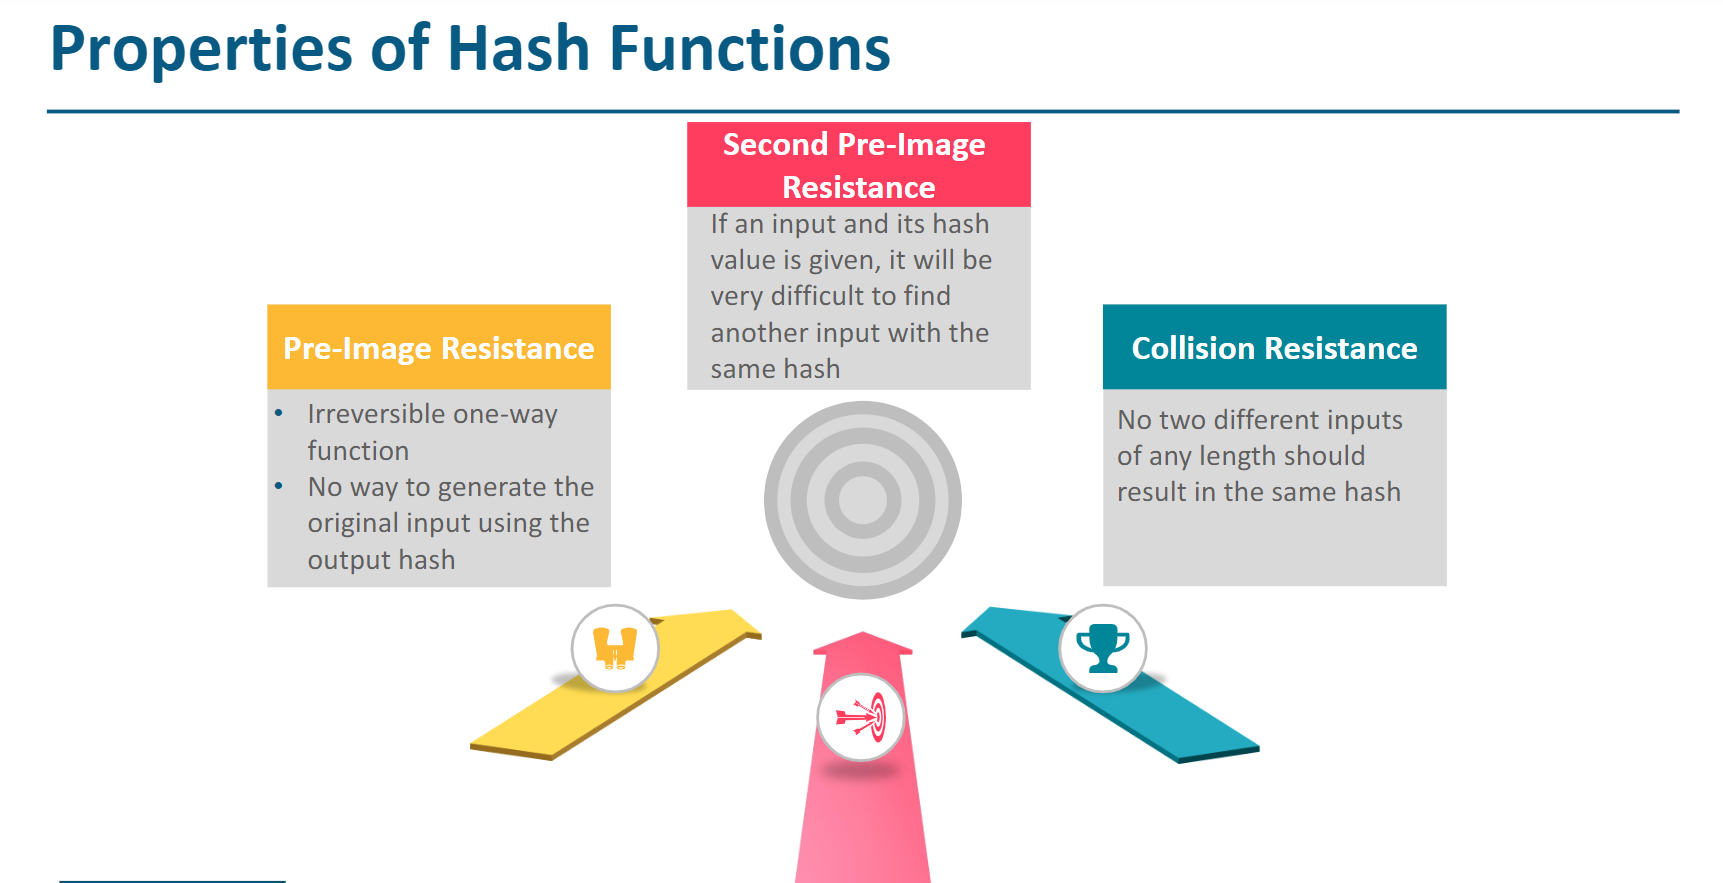 Properties of Hash Functions
Second Pre-Image
Resistance
If an input and its hash
value is given, it will be
very difficult to find
another input with the
same hash
Pre-Image Resistance
• Irreversible one-way
function
• No way to generate the
original input using the
output hash
Collision Resistance
No two different inputs
of any length should
result in the same hash